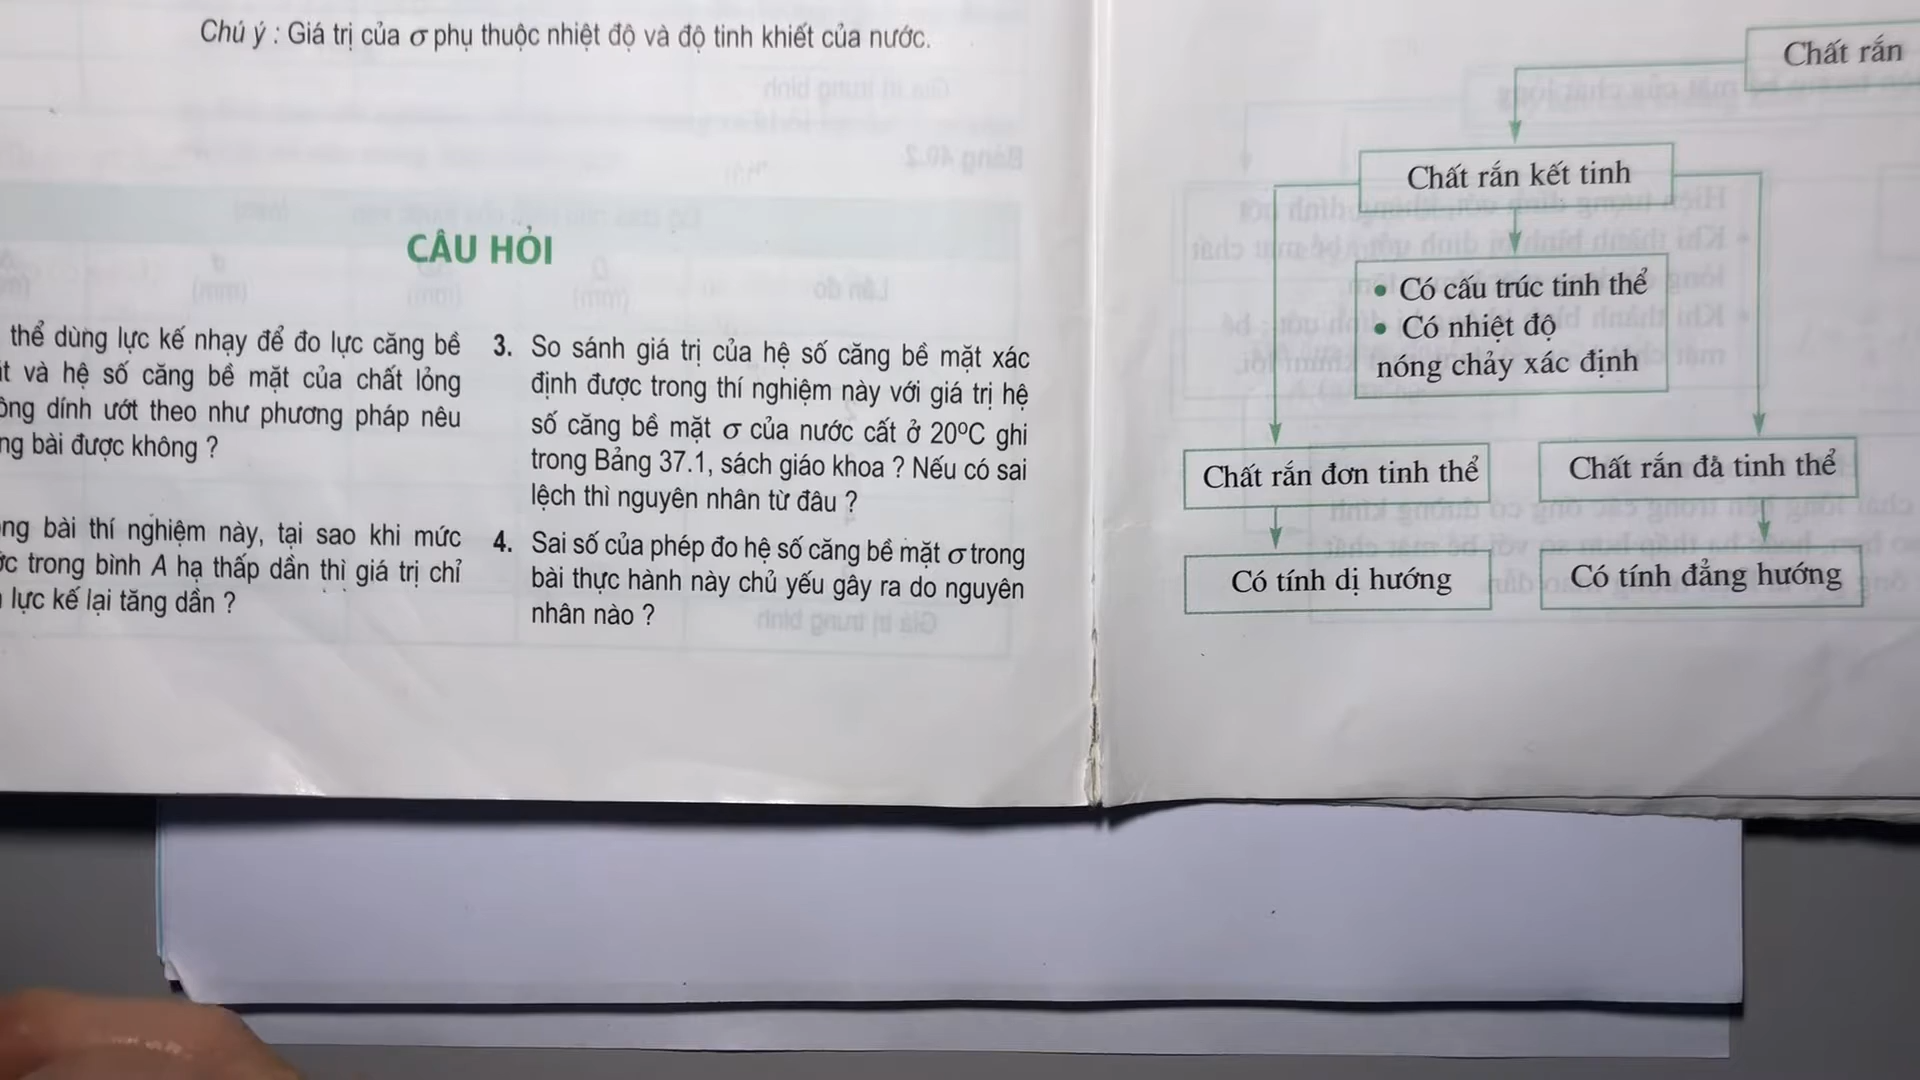 Chú ý : Giá trị của σ phụ thuộc nhiệt độ và độ tinh khiết của nước.
CÂU HỎI
thể dùng lực kế nhạy để đo lực căng bề
và hệ số căng bề mặt của chất lỏng
dính ướt theo như phương pháp nêu
bài được không ?
bài thí nghiệm này, tại sao khi mức
trong bình A hạ thấp dần thì giá trị chỉ
lực kế lại tăng dần ?
3. So sánh giá trị của hệ số căng bề mặt xác
định được trong thí nghiệm này với giá trị hệ
số căng bề mặt σ của nước cất ở 20ºC ghi
trong Bảng 37.1, sách giáo khoa ? Nếu có sai
lệch thì nguyên nhân từ đâu ?
4. Sai số của phép đo hệ số căng bề mặt σ trong
bài thực hành này chủ yếu gây ra do nguyên
nhân nào ?
Chất rắn
Chất rắn kết tinh
• Có cấu trúc tinh thể
• Có nhiệt độ
nóng chảy xác định
Chất rắn đơn tinh thể
Chất rắn đa tinh thể
Có tính dị hướng
Có tính đẳng hướng